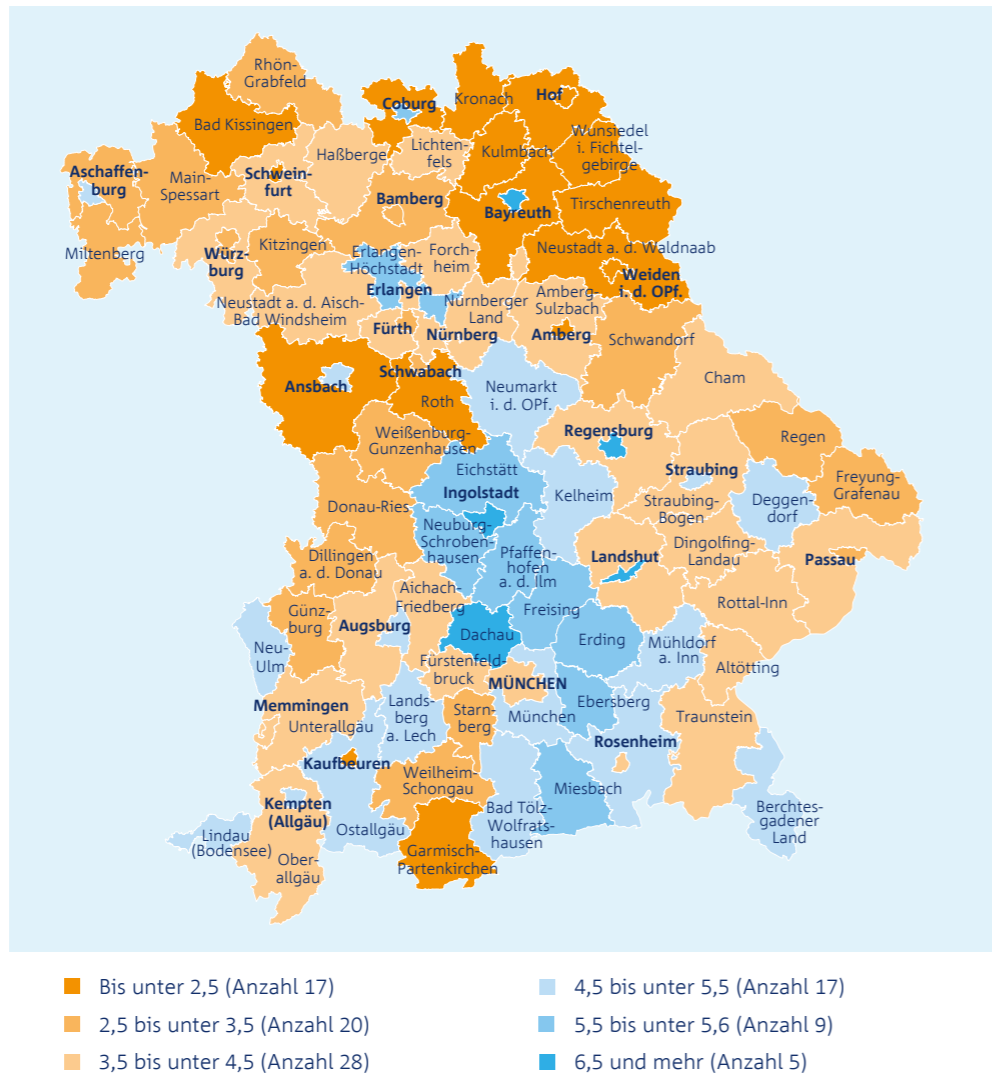 Rhön-
Grabfeld
Coburg
Kronach
Hof
Bad Kissingen
Wunsiedel
i. Fichtel-
gebirge
Lichten-
fels
Kulmbach
Haßberge
Aschaffen-
burg
Main-
Spessart
Schwein-
furt
Bamberg
Bayreuth
Tirschenreuth
Miltenberg
Würz-
burg
Kitzingen
Erlangen-
Höchstadt
Forch-
heim
Neustadt a. d. Waldnaab
Erlangen
Weiden
i. d. OPf.
Neustadt a. d. Aisch-
Bad Windsheim
Nürnberger
Land
Amberg-
Sulzbach
Fürth
Nürnberg
Amberg
Schwandorf
Ansbach
Schwabach
Roth
Neumarkt
i. d. OPf.
Cham
Weißenburg-
Gunzenhausen
Regensburg
Regen
Eichstätt
Straubing
Freyung-
Grafenau
Ingolstadt
Kelheim
Deggen-
dorf
Donau-Ries
Straubing-
Bogen
Neuburg-
Schroben-
hausen
Pfaffen-
hofen
a. d. Ilm
Dillingen
a. d. Donau
Landshut
Dingolfing-
Landau
Passau
Aichach-
Friedberg
Freising
Rottal-Inn
Günz-
burg
Augsburg
Dachau
Erding
Mühldorf
a. Inn
Neu-
Ulm
Fürstenfeld-
bruck
Altötting
MÜNCHEN
Memmingen
Unterallgäu
Lands-
berg
a. Lech
Starn-
berg
München
Ebersberg
Traunstein
Rosenheim
Kaufbeuren
Weilheim-
Schongau
Miesbach
Kempten
(Allgäu)
Ostallgäu
Bad Tölz-
Wolfrats-
hausen
Berchtes-
gadener
Land
Lindau
(Bodensee)
Ober-
allgäu
Garmisch-
Partenkirchen
Bis unter 2,5 (Anzahl 17)
2,5 bis unter 3,5 (Anzahl 20)
3,5 bis unter 4,5 (Anzahl 28)
4,5 bis unter 5,5 (Anzahl 17)
5,5 bis unter 5,6 (Anzahl 9)
6,5 und mehr (Anzahl 5)